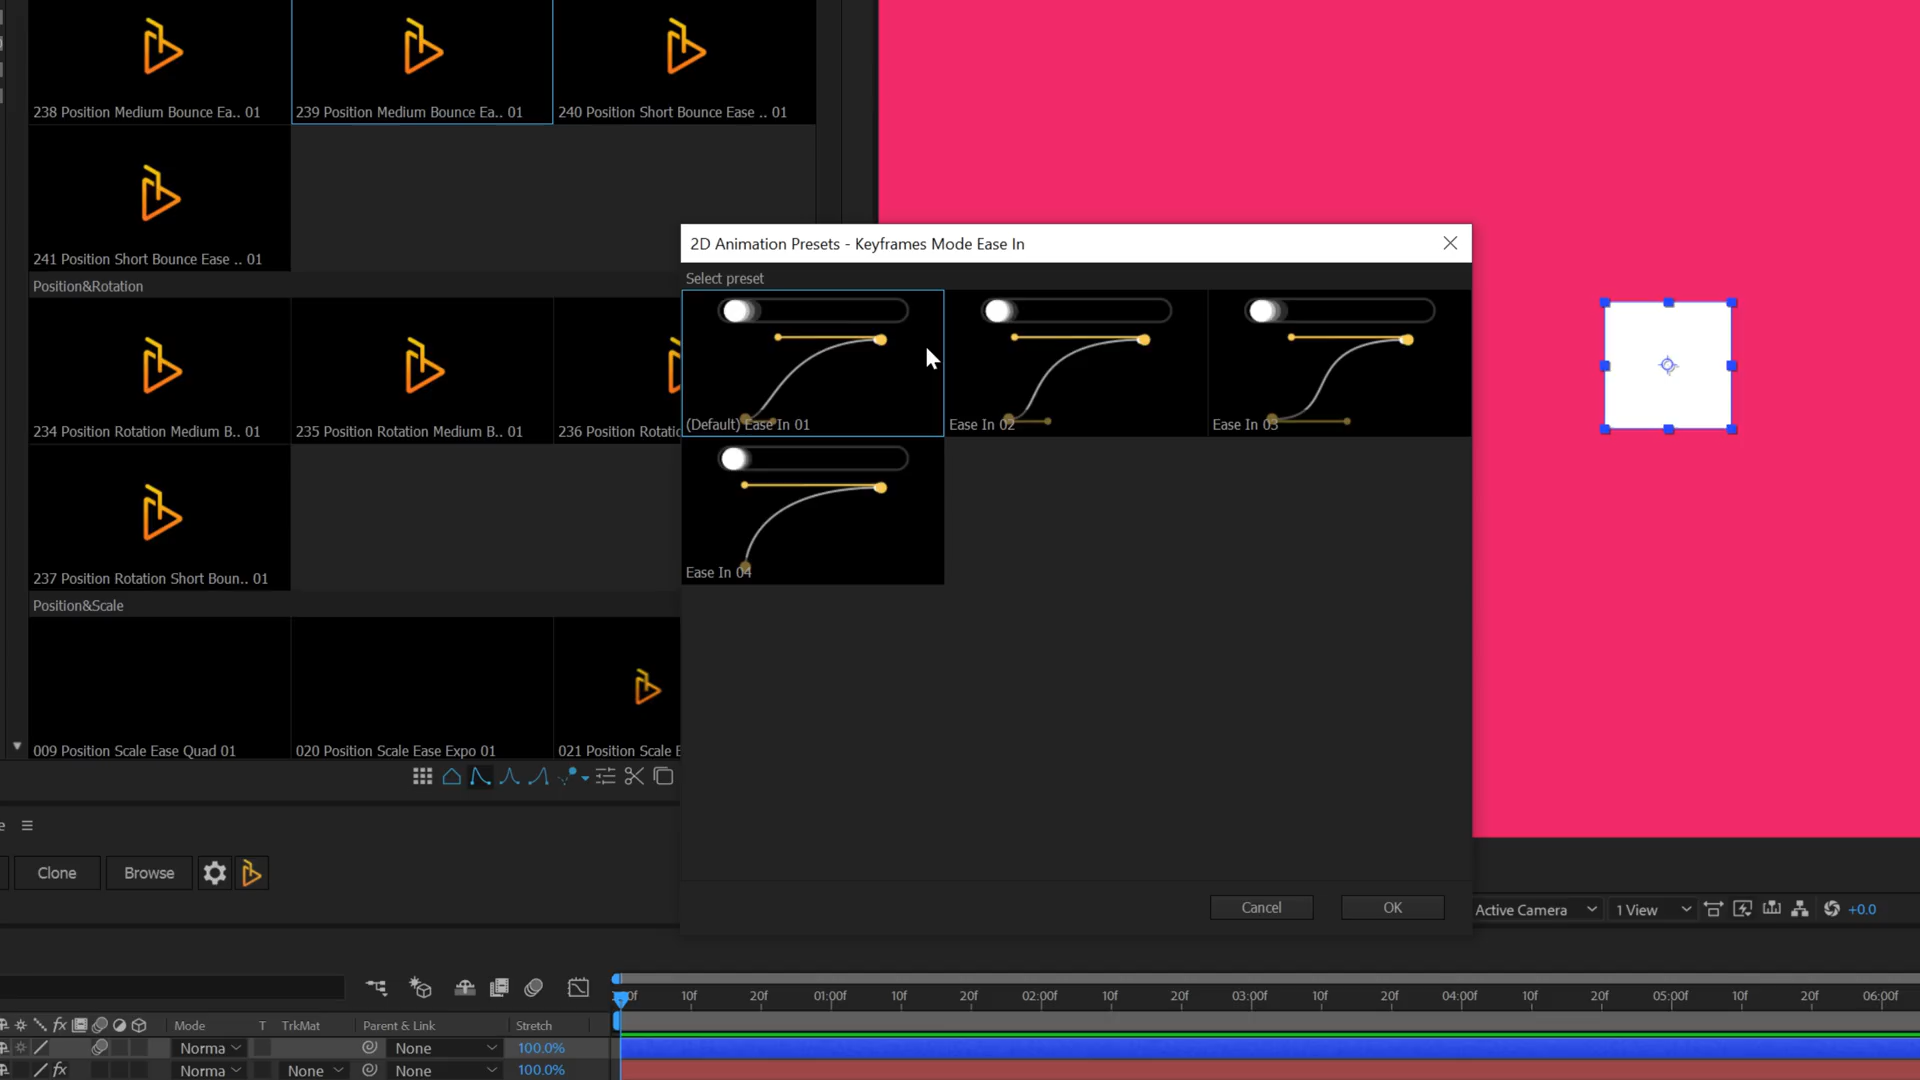 238 Position Medium Bounce Ea.. 01
239 Position Medium Bounce Ea.. 01
240 Position Short Bounce Ease .. 01
241 Position Short Bounce Ease .. 01
Position&Rotation
234 Position Rotation Medium B.. 01
235 Position Rotation Medium B.. 01
236 Position Rotatio
237 Position Rotation Short Boun.. 01
Position&Scale
009 Position Scale Ease Quad 01
020 Position Scale Ease Expo 01
021 Position Scale E
2D Animation Presets - Keyframes Mode Ease In
Select preset
(Default) Ease In 01
Ease In 02
Ease In 03
Ease In 04
Cancel
OK
Clone
Browse
Active Camera
1 View
+0.0
10f
20f
01:00f
10f
20f
02:00f
10f
20f
03:00f
10f
20f
04:00f
10f
20f
05:00f
10f
20f
06:00f
fx
Mode
T
TrkMat
Parent & Link
Stretch
Norma
None
100.0%
fx
Norma
None
None
100.0%